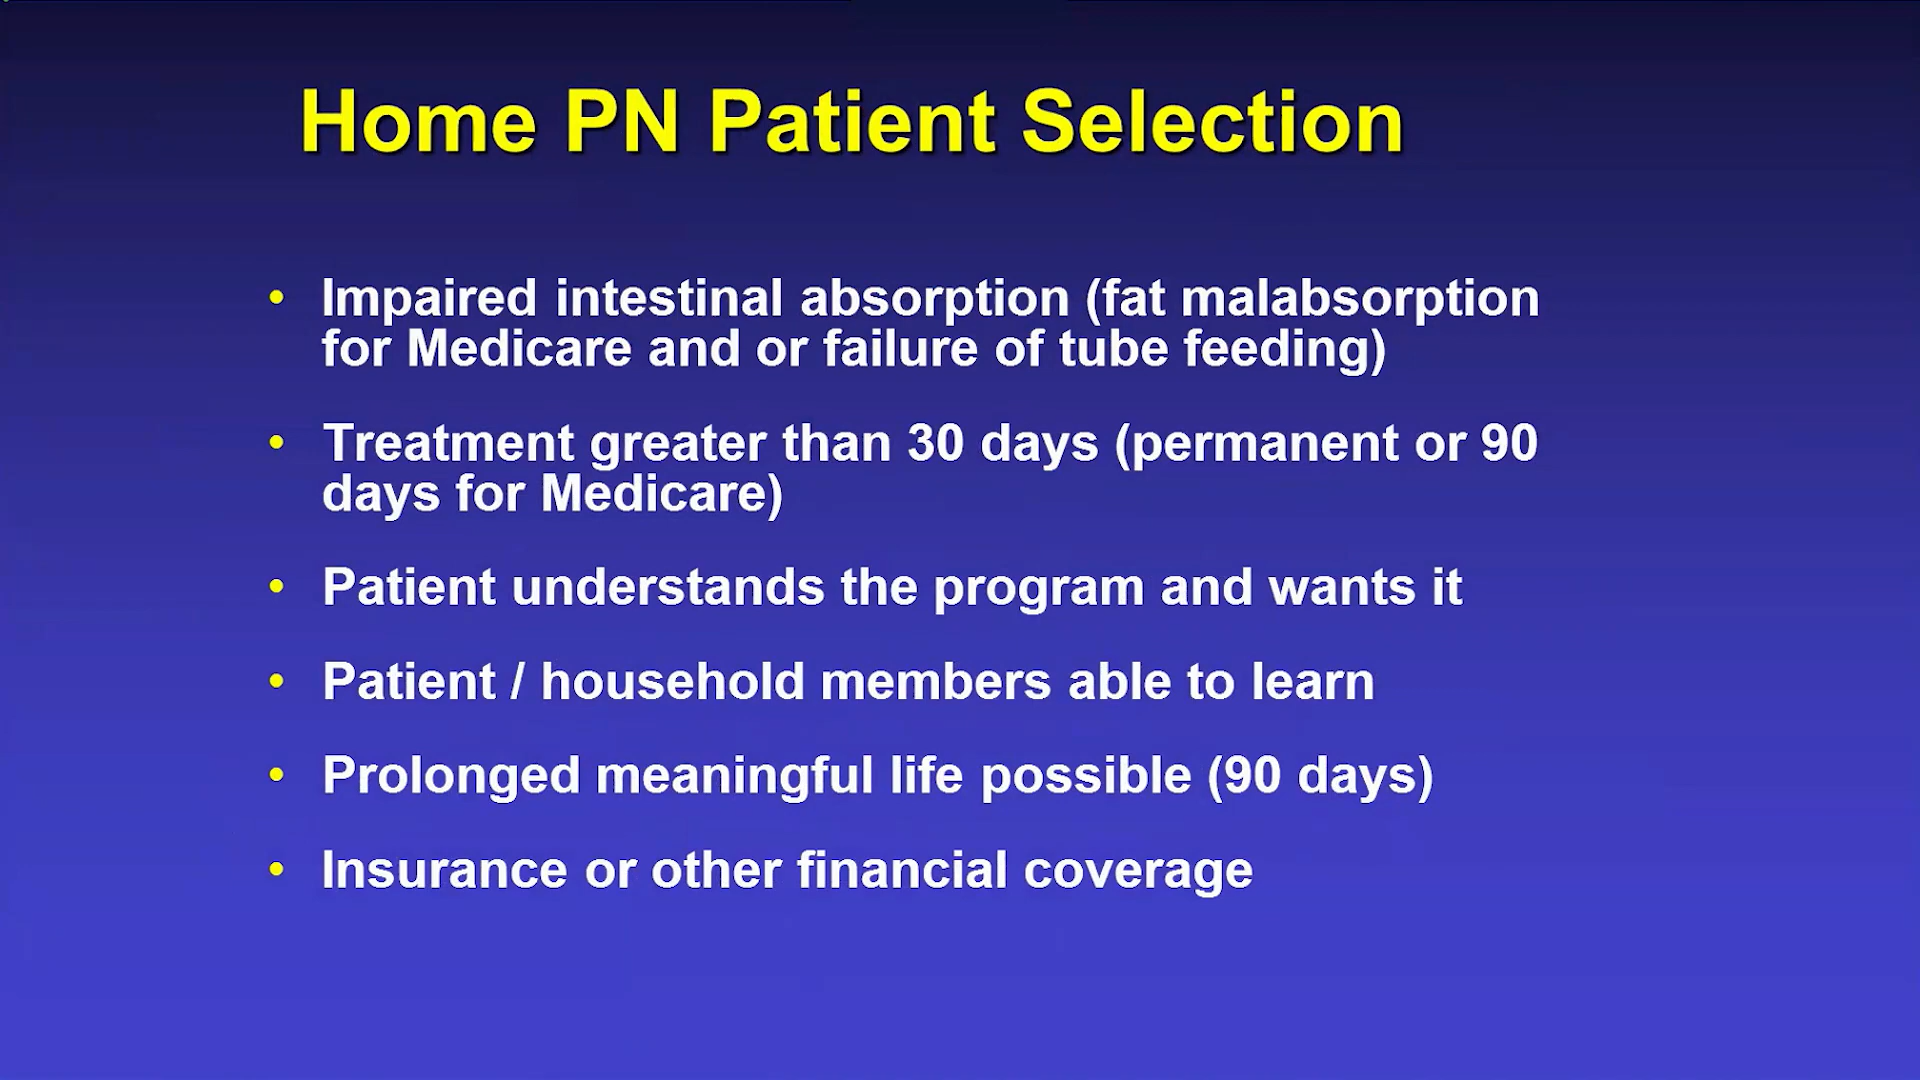 Home PN Patient Selection
• Impaired intestinal absorption (fat malabsorption
for Medicare and or failure of tube feeding)
• Treatment greater than 30 days (permanent or 90
days for Medicare)
• Patient understands the program and wants it
• Patient / household members able to learn
• Prolonged meaningful life possible (90 days)
• Insurance or other financial coverage